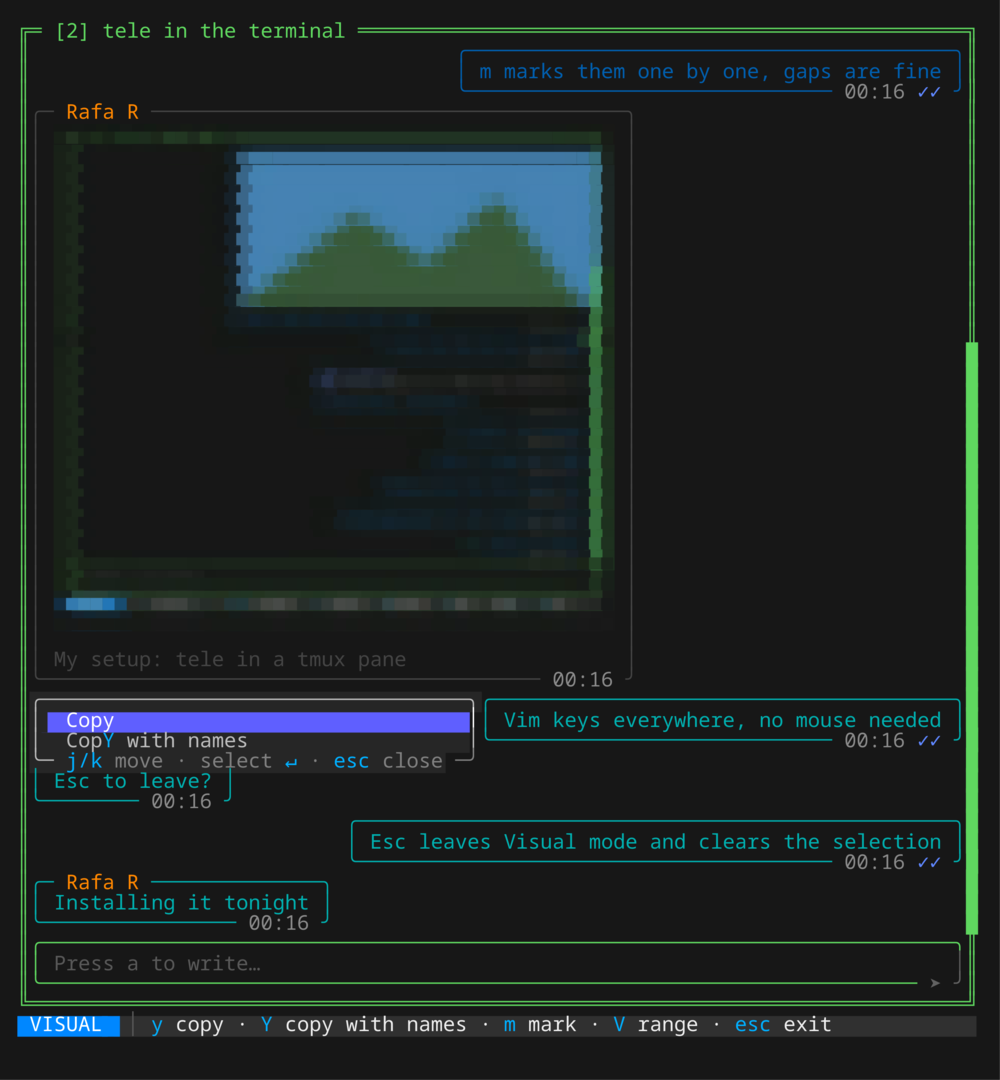 [2] tele in the terminal
m marks them one by one, gaps are fine
00:16 ✓✓
Rafa R
My setup: tele in a tmux pane
00:16
Copy
CopY with names
j/k move · select ↵ · esc close
Vim keys everywhere, no mouse needed
00:16 ✓✓
Esc to leave?
00:16
Esc leaves Visual mode and clears the selection
00:16 ✓✓
Rafa R
Installing it tonight
00:16
Press a to write…
➤
VISUAL │ y copy · Y copy with names · m mark · V range · esc exit